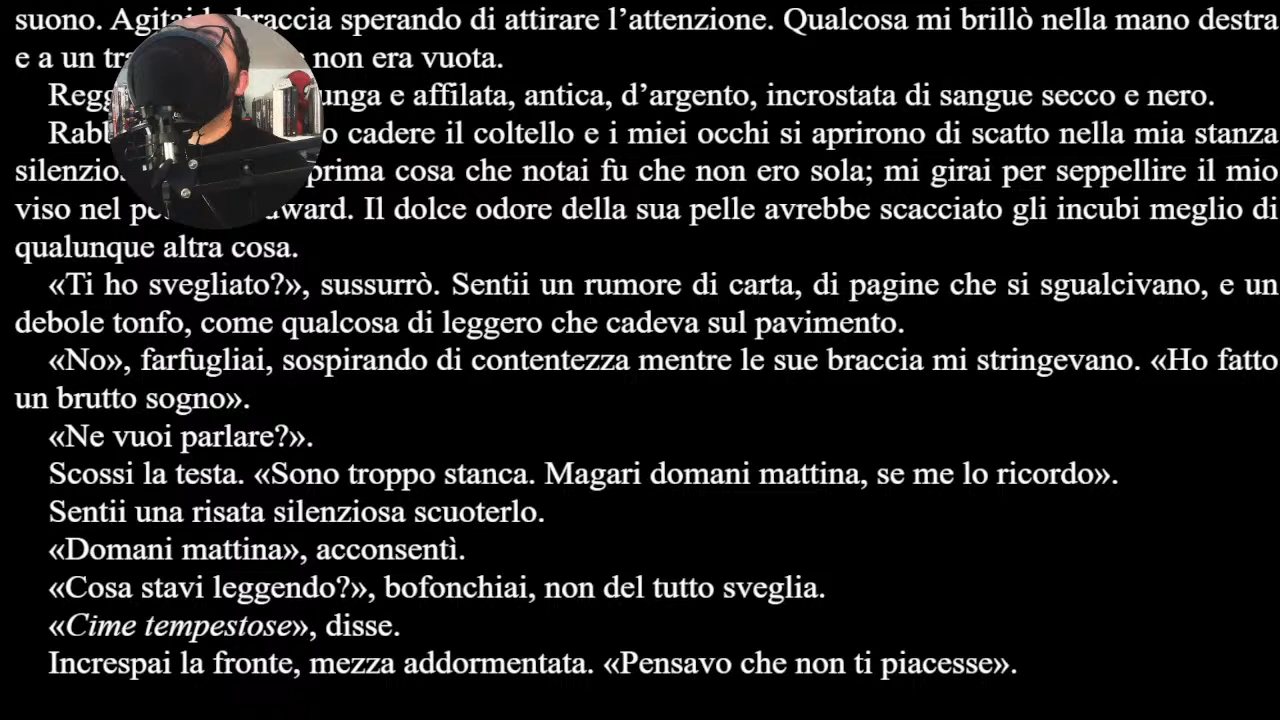 suono. Agitai braccia sperando di attirare l’attenzione. Qualcosa mi brillò nella mano destra
e a un non era vuota.
e affilata, antica, d’argento, incrostata di sangue secco e nero.
cadere il coltello e i miei occhi si aprirono di scatto nella mia stanza
prima cosa che notai fu che non ero sola; mi girai per seppellire il mio
viso nel Il dolce odore della sua pelle avrebbe scacciato gli incubi meglio di
qualunque altra cosa.
«Ti ho svegliato?», sussurrò. Sentii un rumore di carta, di pagine che si sgualcivano, e un
debole tonfo, come qualcosa di leggero che cadeva sul pavimento.
«No», farfugliai, sospirando di contentezza mentre le sue braccia mi stringevano. «Ho fatto
un brutto sogno».
«Ne vuoi parlare?».
Scossi la testa. «Sono troppo stanca. Magari domani mattina, se me lo ricordo».
Sentii una risata silenziosa scuoterlo.
«Domani mattina», acconsentì.
«Cosa stavi leggendo?», bofonchiai, non del tutto sveglia.
«Cime tempestose», disse.
Increspai la fronte, mezza addormentata. «Pensavo che non ti piacesse».